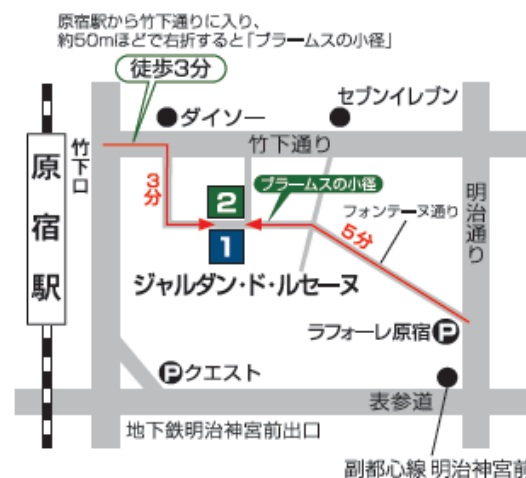 原宿駅から竹下通りに入り、
約50mほどで右折すると「ブラームスの小径」
徒歩3分
セブンイレブン
ダイソー
竹下通り
竹下口
原宿駅
3分
2
ブラームスの小径
明治通り
フォンテーヌ通り
5分
1
ジャルダン・ド・ルセーヌ
ラフォーレ原宿P
Pクエスト
表参道
地下鉄明治神宮前出口
副都心線 明治神宮前